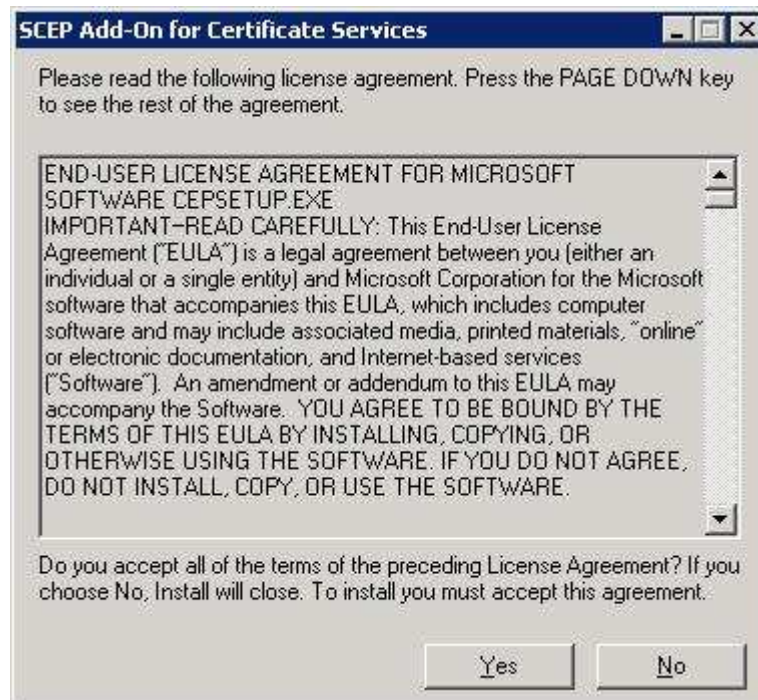 SCEP Add-On for Certificate Services
Please read the following license agreement. Press the PAGE DOWN key
to see the rest of the agreement.
END-USER LICENSE AGREEMENT FOR MICROSOFT
SOFTWARE CEPSETUP.EXE
IMPORTANT–READ CAREFULLY: This End-User License
Agreement ("EULA") is a legal agreement between you (either an
individual or a single entity) and Microsoft Corporation for the Microsoft
software that accompanies this EULA, which includes computer
software and may include associated media, printed materials, "online"
or electronic documentation, and Internet-based services
("Software").  An amendment or addendum to this EULA may
accompany the Software.  YOU AGREE TO BE BOUND BY THE
TERMS OF THIS EULA BY INSTALLING, COPYING, OR
OTHERWISE USING THE SOFTWARE. IF YOU DO NOT AGREE,
DO NOT INSTALL, COPY, OR USE THE SOFTWARE.
Do you accept all of the terms of the preceding License Agreement? If you
choose No, Install will close. To install you must accept this agreement.
Yes
No